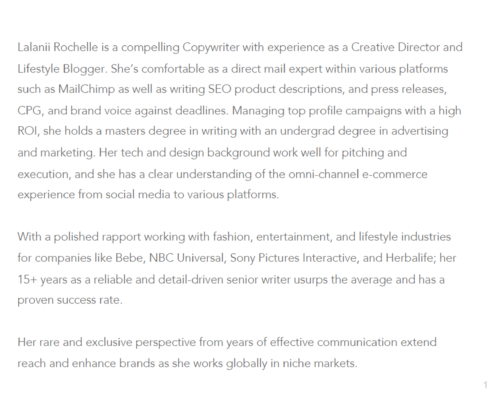 Lalanii Rochelle is a compelling Copywriter with experience as a Creative Director and
Lifestyle Blogger. She's comfortable as a direct mail expert within various platforms
such as MailChimp as well as writing SEO product descriptions, and press releases,
CPG, and brand voice against deadlines. Managing top profile campaigns with a high
ROI, she holds a masters degree in writing with an undergrad degree in advertising
and marketing. Her tech and design background work well for pitching and
execution, and she has a clear understanding of the omni-channel e-commerce
experience from social media to various platforms.
With a polished rapport working with fashion, entertainment, and lifestyle industries
for companies like Bebe, NBC Universal, Sony Pictures Interactive, and Herbalife; her
15+ years as a reliable and detail-driven senior writer usurps the average and has a
proven success rate.
Her rare and exclusive perspective from years of effective communication extend
reach and enhance brands as she works globally in niche markets.
1